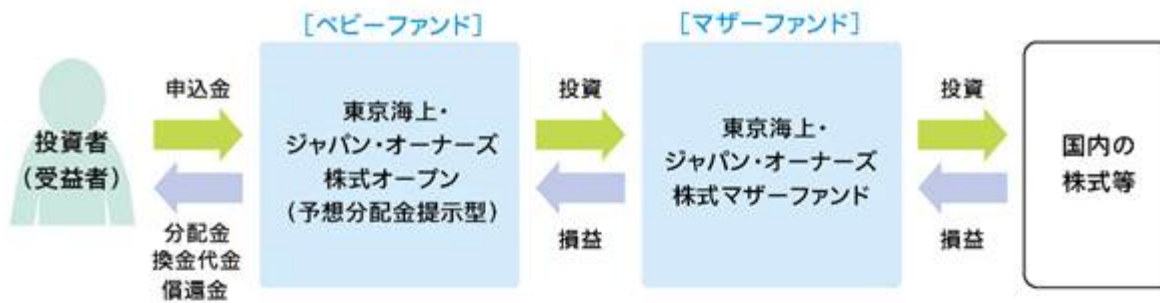 [ベビーファンド]
[マザーファンド]
投資者
(受益者)
申込金
分配金
換金代金
償還金
東京海上・
ジャパン・オーナーズ
株式オープン
(予想分配金提示型)
投資
損益
東京海上・
ジャパン・オーナーズ
株式マザーファンド
投資
損益
国内の
株式等